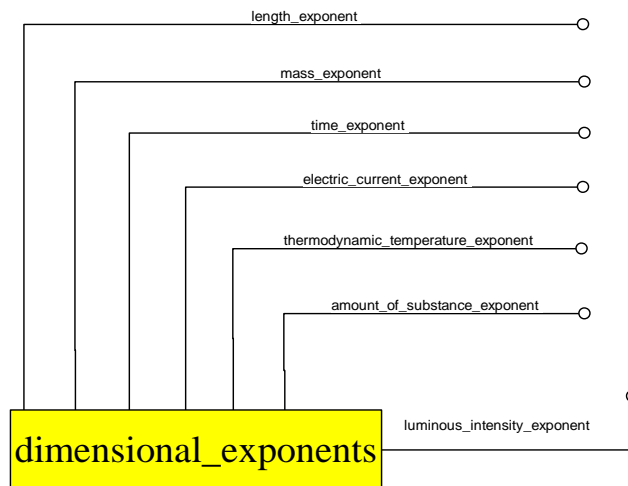 length_exponent
mass_exponent
time_exponent
electric_current_exponent
thermodynamic_temperature_exponent
amount_of_substance_exponent
luminous_intensity_exponent
dimensional_exponents